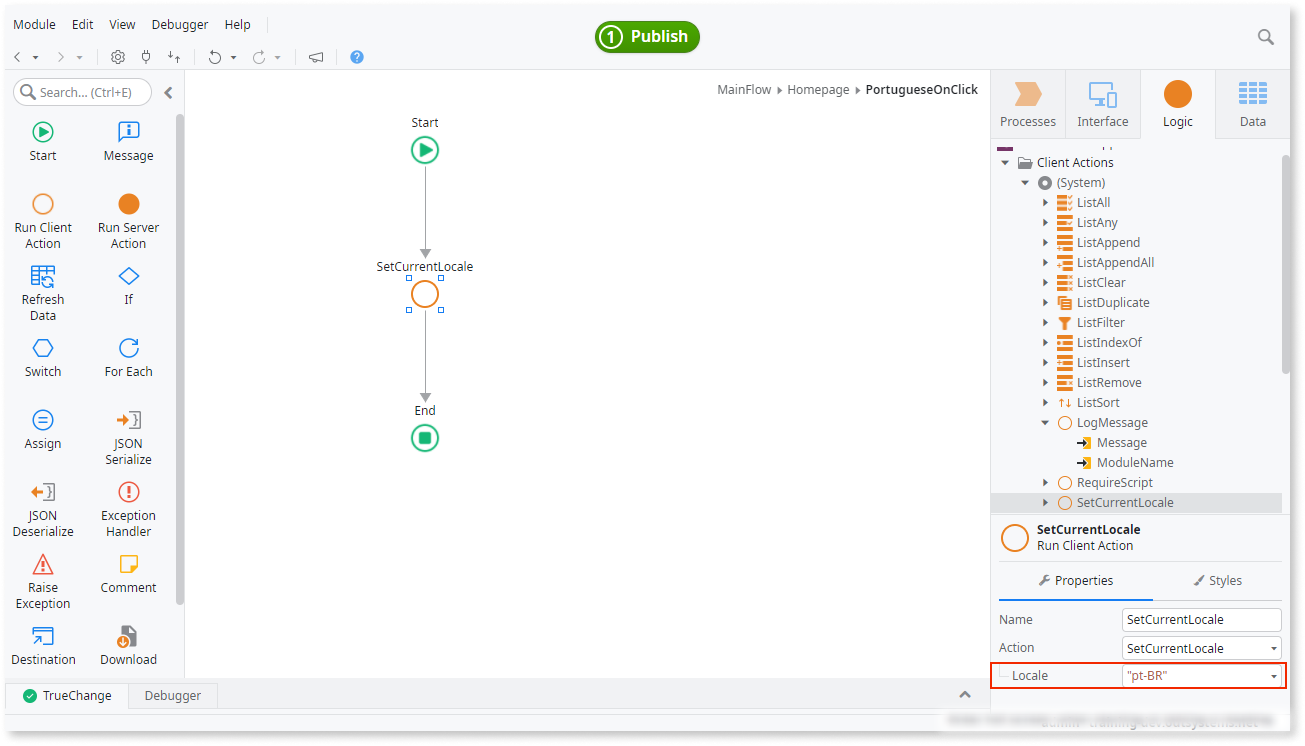 Module Edit View Debugger Help
1 Publish
Search... (Ctrl+E)
Start
Message
Run Client
Action
Run Server
Action
Refresh
Data
If
Switch
For Each
Assign
JSON
Serialize
JSON
Deserialize
Exception
Handler
Raise
Exception
Comment
Destination
Download
MainFlow Homepage PortugueseOnClick
Start
SetCurrentLocale
End
Processes
Interface
Logic
Data
Client Actions
(System)
ListAll
ListAny
ListAppend
ListAppendAll
ListClear
ListDuplicate
ListFilter
ListIndexOf
ListInsert
ListRemove
ListSort
LogMessage
Message
ModuleName
RequireScript
SetCurrentLocale
SetCurrentLocale
Run Client Action
Properties
Styles
Name SetCurrentLocale
Action SetCurrentLocale
Locale "pt-BR"
TrueChange
Debugger